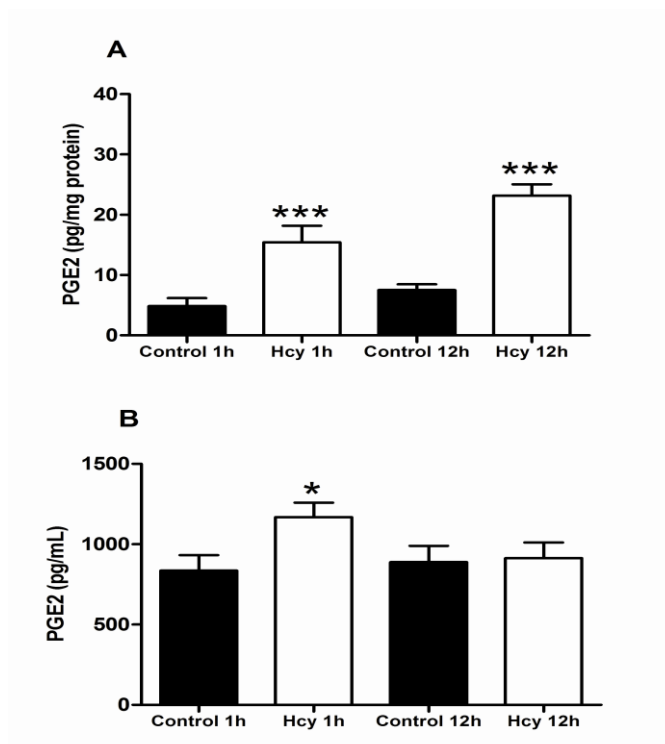 A
PGE2 (pg/mg protein)
40
30
20
10
0
***
***
Control 1h Hcy 1h Control 12h Hcy 12h
B
PGE2 (pg/mL)
1500
1000
500
0
*
Control 1h Hcy 1h Control 12h Hcy 12h